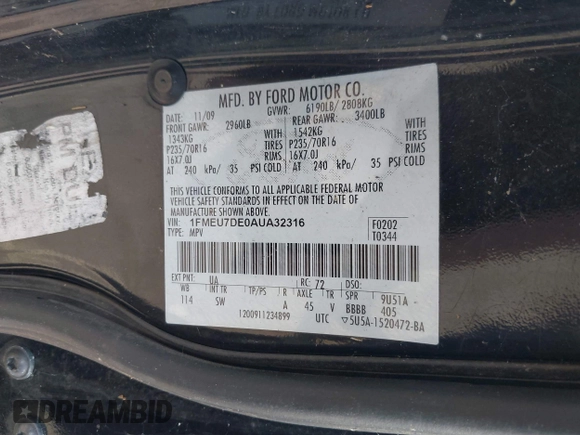 MFD. BY FORD MOTOR CO.
11/09 GVWR: 6190LB/ 2808KG
FRONT GAWR: 2960LB REAR GAWR: 3400LB
1343KG WITH 1542KG WITH
P235/70R16 TIRES P235/70R16 TIRES
16X7.0J RIMS 16X7.0J RIMS
AT 240 kPa/ 35 PSI COLD AT 240 kPa/ 35 PSI COLD
THIS VEHICLE CONFORMS TO ALL APPLICABLE FEDERAL MOTOR
VEHICLE SAFETY STANDARDS IN EFFECT ON THE DATE OF
MANUFACTURE SHOWN ABOVE.
VIN: 1FMEU7DE0AUA32316 F0202
TYPE: MPV T0344
EXT PNT: UA RC: 72 DSO:
WB INT TR TP/PS R AXLE TR SPR 9U51A
114 SW A 45 V BBBB 405
1200911234899 UTC 5U5A-1520472-BA
DREAMBID